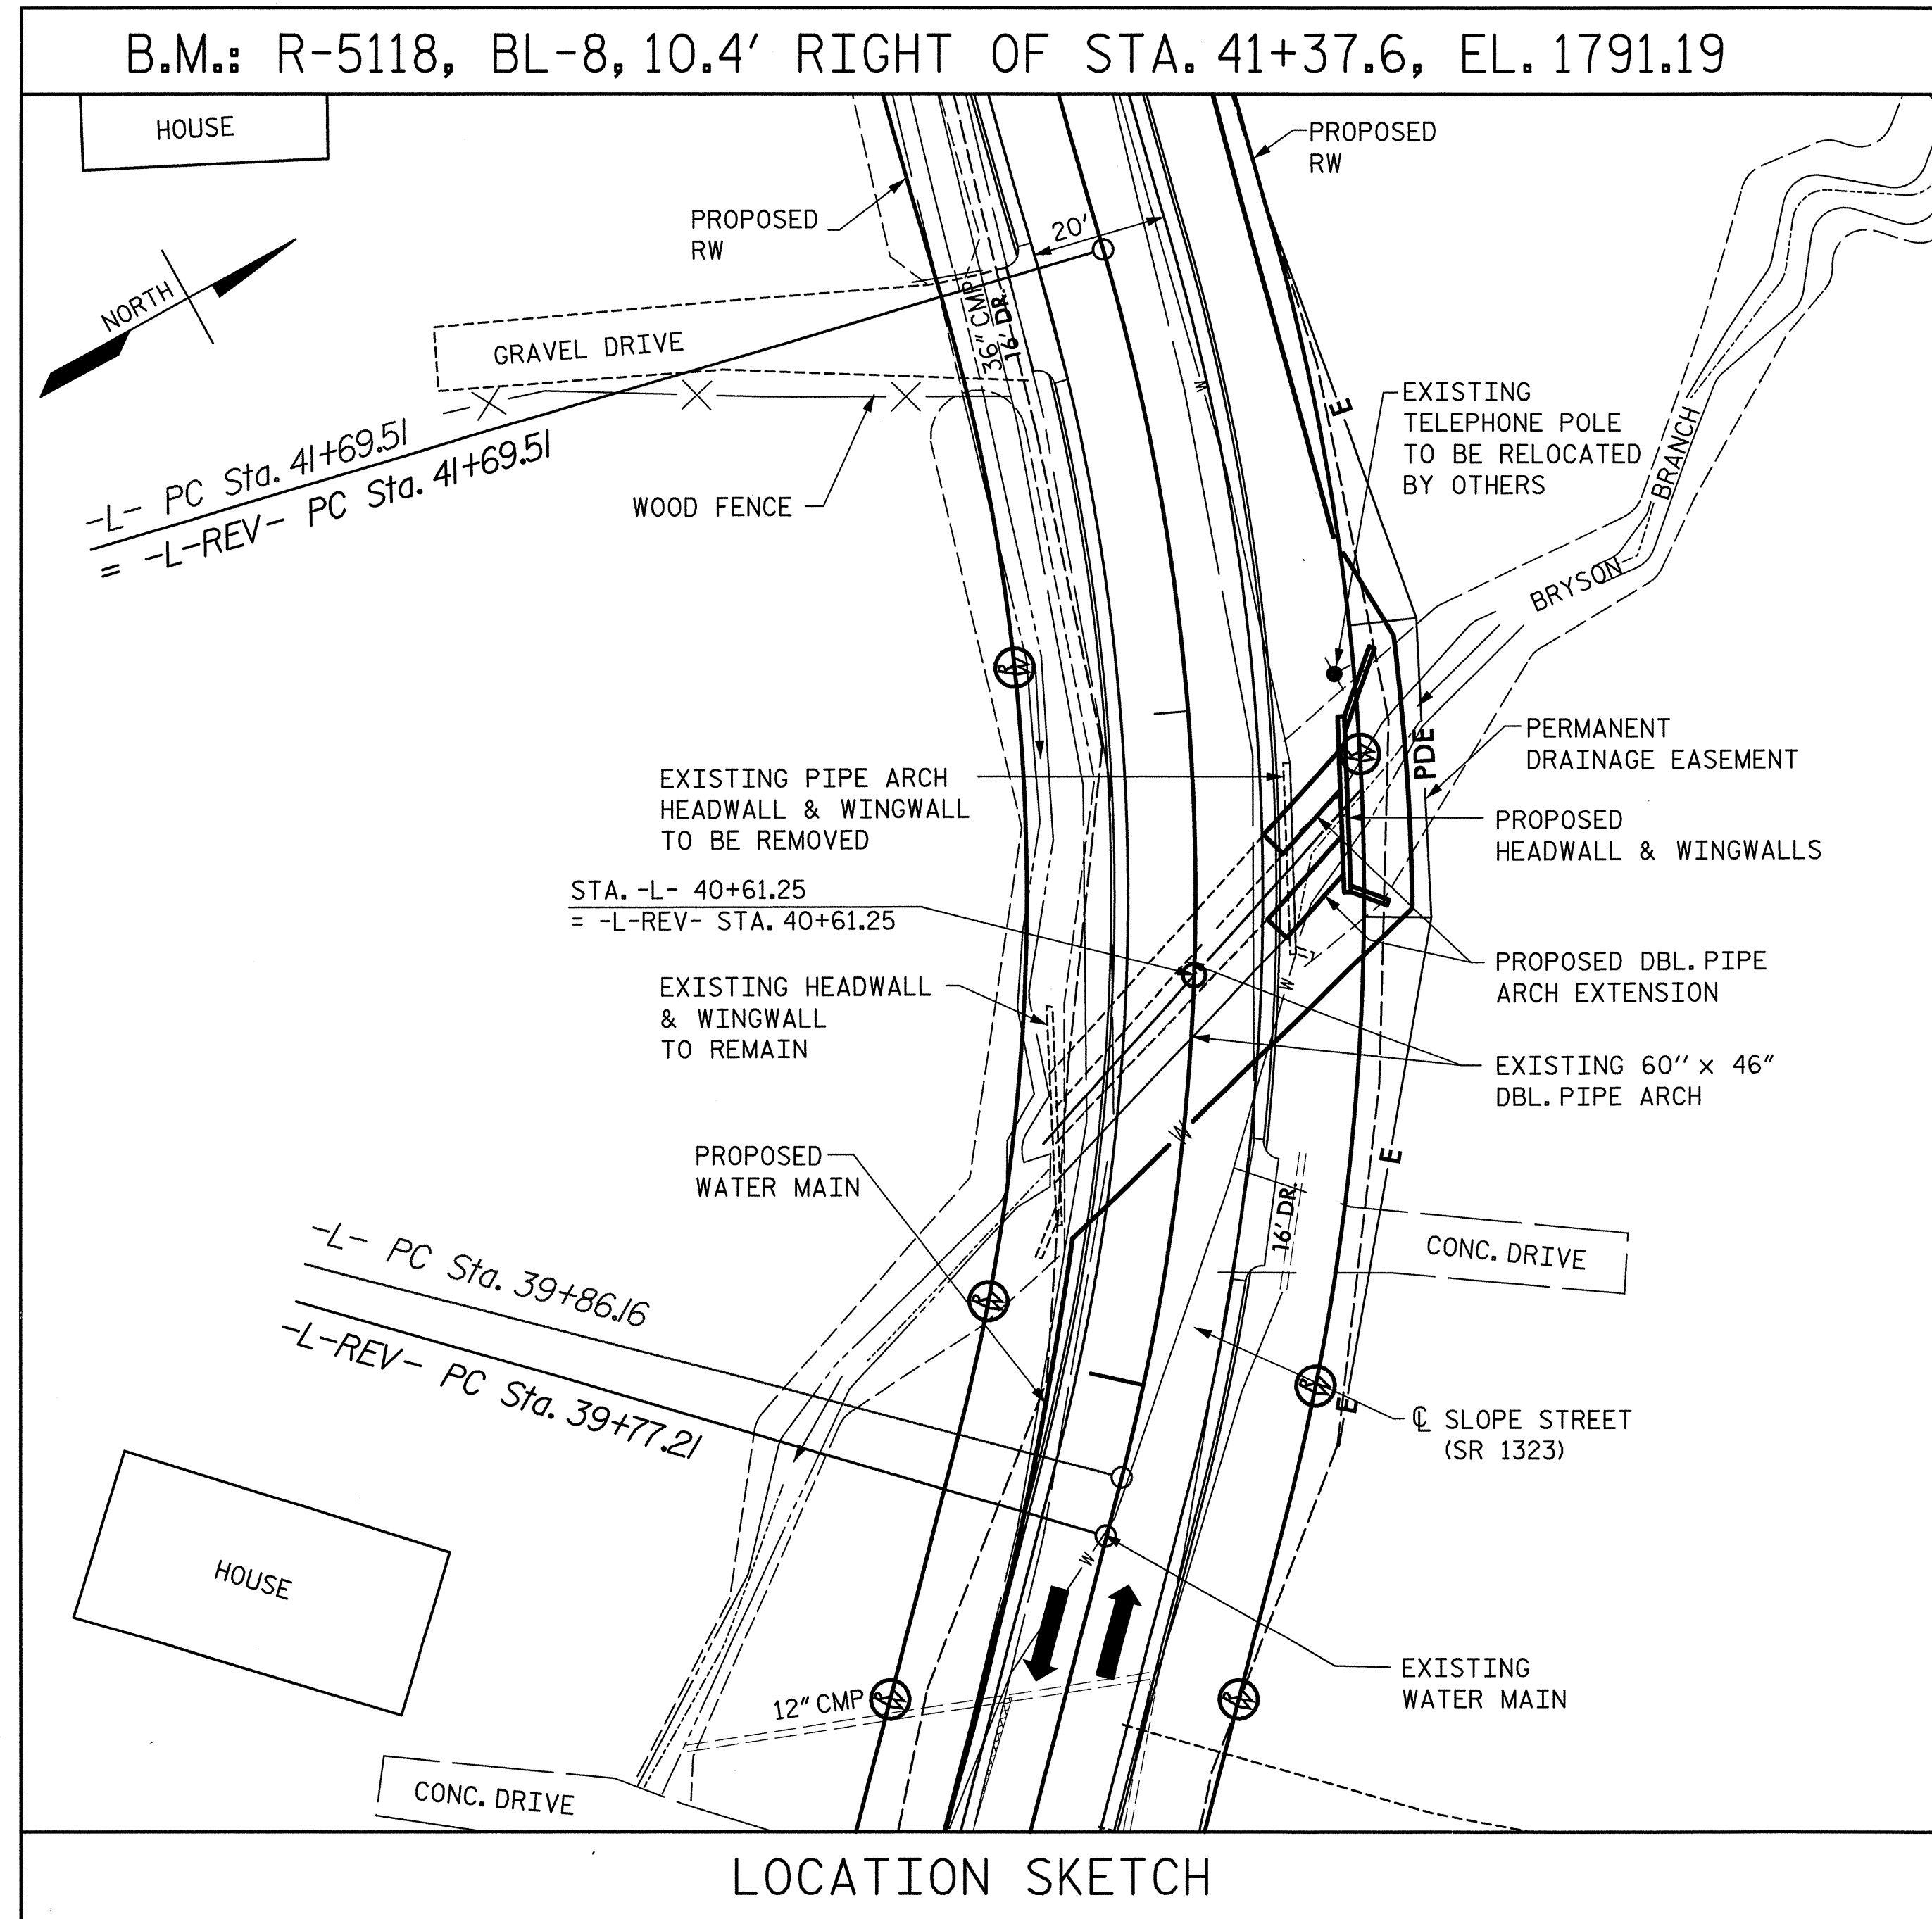 B.M.: R-5118, BL-8, 10.4' RIGHT OF STA. 41+37.6, EL. 1791.19
HOUSE
PROPOSED
RW
PROPOSED
RW
20'
NORTH
36" CMP
16' DR.
GRAVEL DRIVE
W
E
EXISTING
TELEPHONE POLE
TO BE RELOCATED
BY OTHERS
BRANCH
BRYSON
-L- PC Sta. 41+69.51
= -L-REV- PC Sta. 41+69.51
WOOD FENCE
R/W
R/W
PDE
PERMANENT
DRAINAGE EASEMENT
EXISTING PIPE ARCH
HEADWALL & WINGWALL
TO BE REMOVED
PROPOSED
HEADWALL & WINGWALLS
STA. -L- 40+61.25
= -L-REV- STA. 40+61.25
PROPOSED DBL. PIPE
ARCH EXTENSION
W
EXISTING HEADWALL
& WINGWALL
TO REMAIN
EXISTING 60" x 46"
DBL. PIPE ARCH
W
E
PROPOSED
WATER MAIN
16' DR.
CONC. DRIVE
-L- PC Sta. 39+86.16
-L-REV- PC Sta. 39+77.21
R/W
R/W
E
℄ SLOPE STREET
(SR 1323)
HOUSE
W
EXISTING
WATER MAIN
12" CMP
R/W
R/W
CONC. DRIVE
LOCATION SKETCH